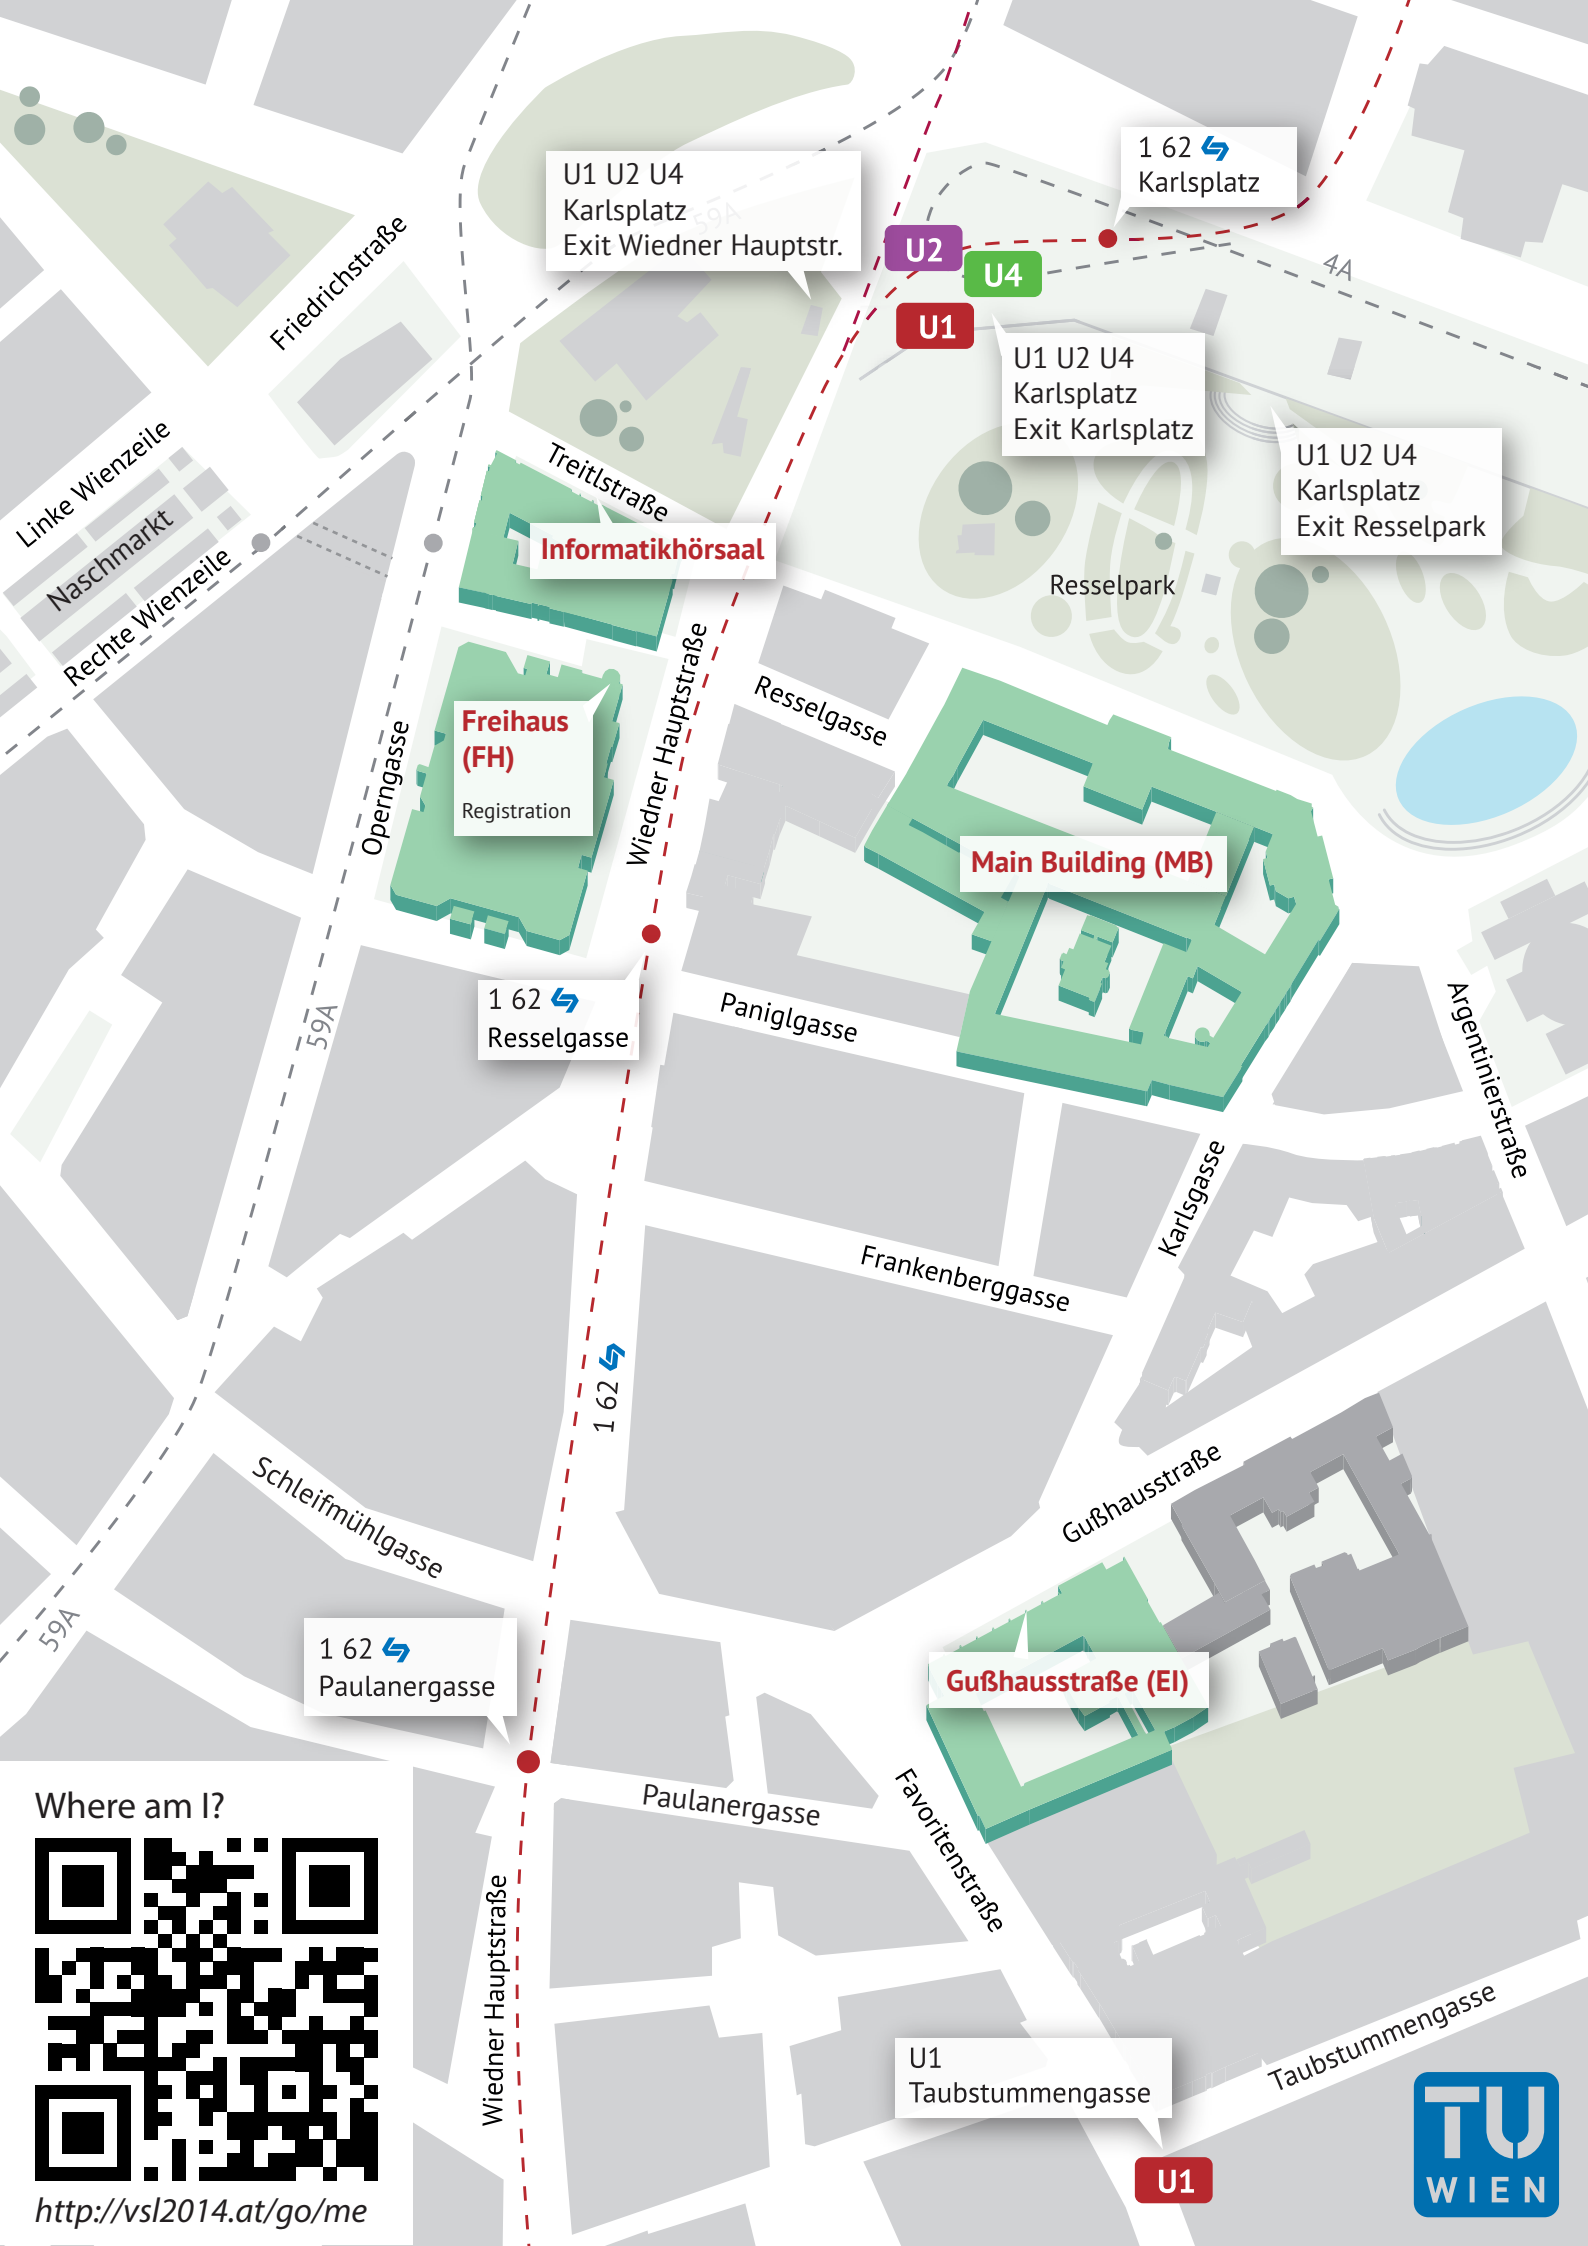 U1 U2 U4
Karlsplatz
Exit Wiedner Hauptstr.
59A
1 62
Karlsplatz
U2
U4
U1
4A
Friedrichstraße
U1 U2 U4
Karlsplatz
Exit Karlsplatz
U1 U2 U4
Karlsplatz
Exit Resselpark
Linke Wienzeile
Naschmarkt
Rechte Wienzeile
Treitlstraße
Informatikhörsaal
Resselpark
Freihaus
(FH)
Registration
Operngasse
Wiedner Hauptstraße
Resselgasse
Main Building (MB)
1 62
Resselgasse
59A
Paniglgasse
Argentinierstraße
Karlsgasse
Frankenberggasse
1 62
Schleifmühlgasse
Gußhausstraße
59A
1 62
Paulanergasse
Gußhausstraße (EI)
Paulanergasse
Favoritenstraße
Where am I?
Wiedner Hauptstraße
Taubstummengasse
U1
Taubstummengasse
U1
http://vsl2014.at/go/me
TU
WIEN